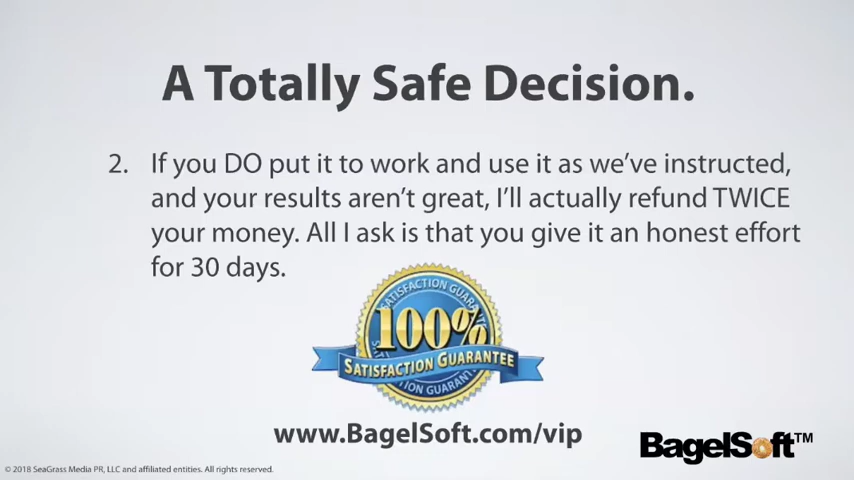 A Totally Safe Decision.
2. If you DO put it to work and use it as we've instructed,
and your results aren't great, I'll actually refund TWICE
your money. All I ask is that you give it an honest effort
for 30 days.
SATISFACTION GUARA
100%
SATISFACTION GUARANTEE
ION GUARAN
www.BagelSoft.com/vip
BagelSoft™
© 2018 SeaGrass Media PR, LLC and affiliated entities. All rights reserved.